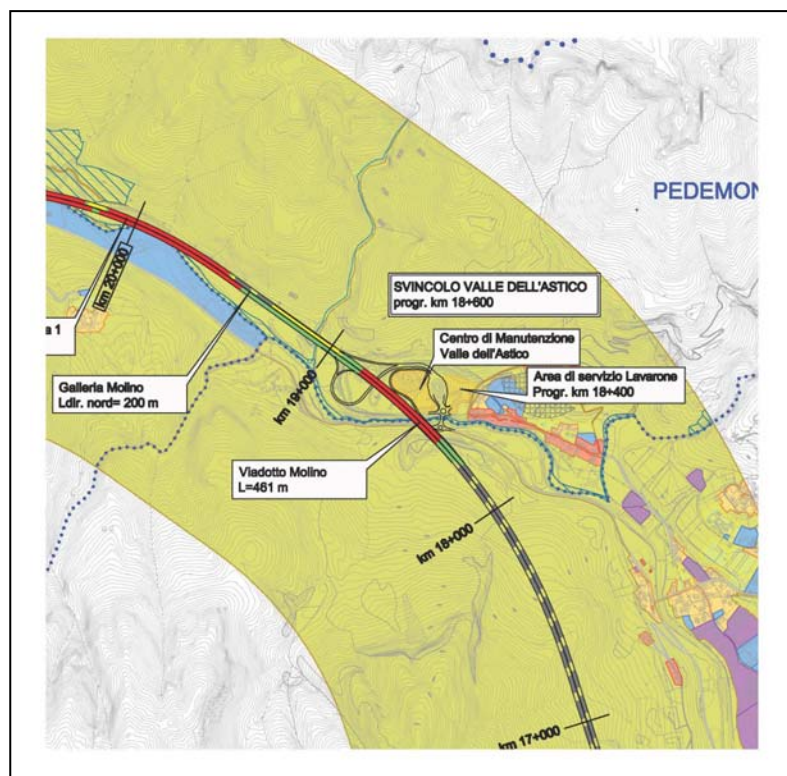 PEDEMON
km 20+000
SVINCOLO VALLE DELL'ASTICO
progr. km 18+600
a 1
Centro di Manutenzione
Valle dell'Astico
Galleria Molino
Ldir. nord= 200 m
km 19+000
Area di servizio Lavarone
Progr. km 18+400
Viadotto Molino
L=461 m
km 18+000
km 17+000